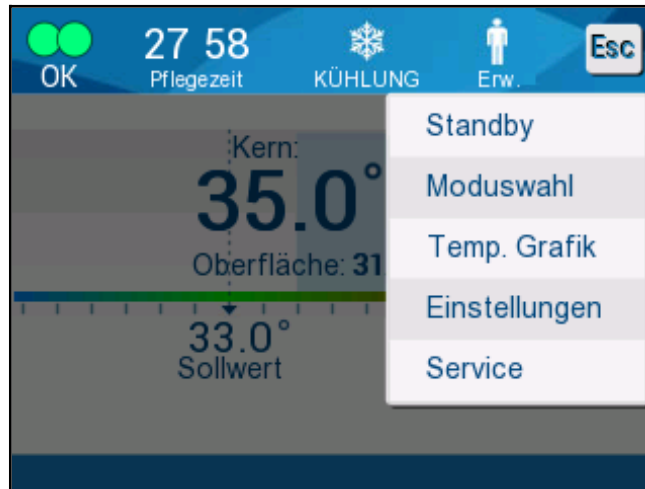 OK
27 58
Pflegezeit
KÜHLUNG
Erw.
Esc
Kern:
35.0°
Oberfläche: 31
33.0°
Sollwert
Standby
Moduswahl
Temp. Grafik
Einstellungen
Service